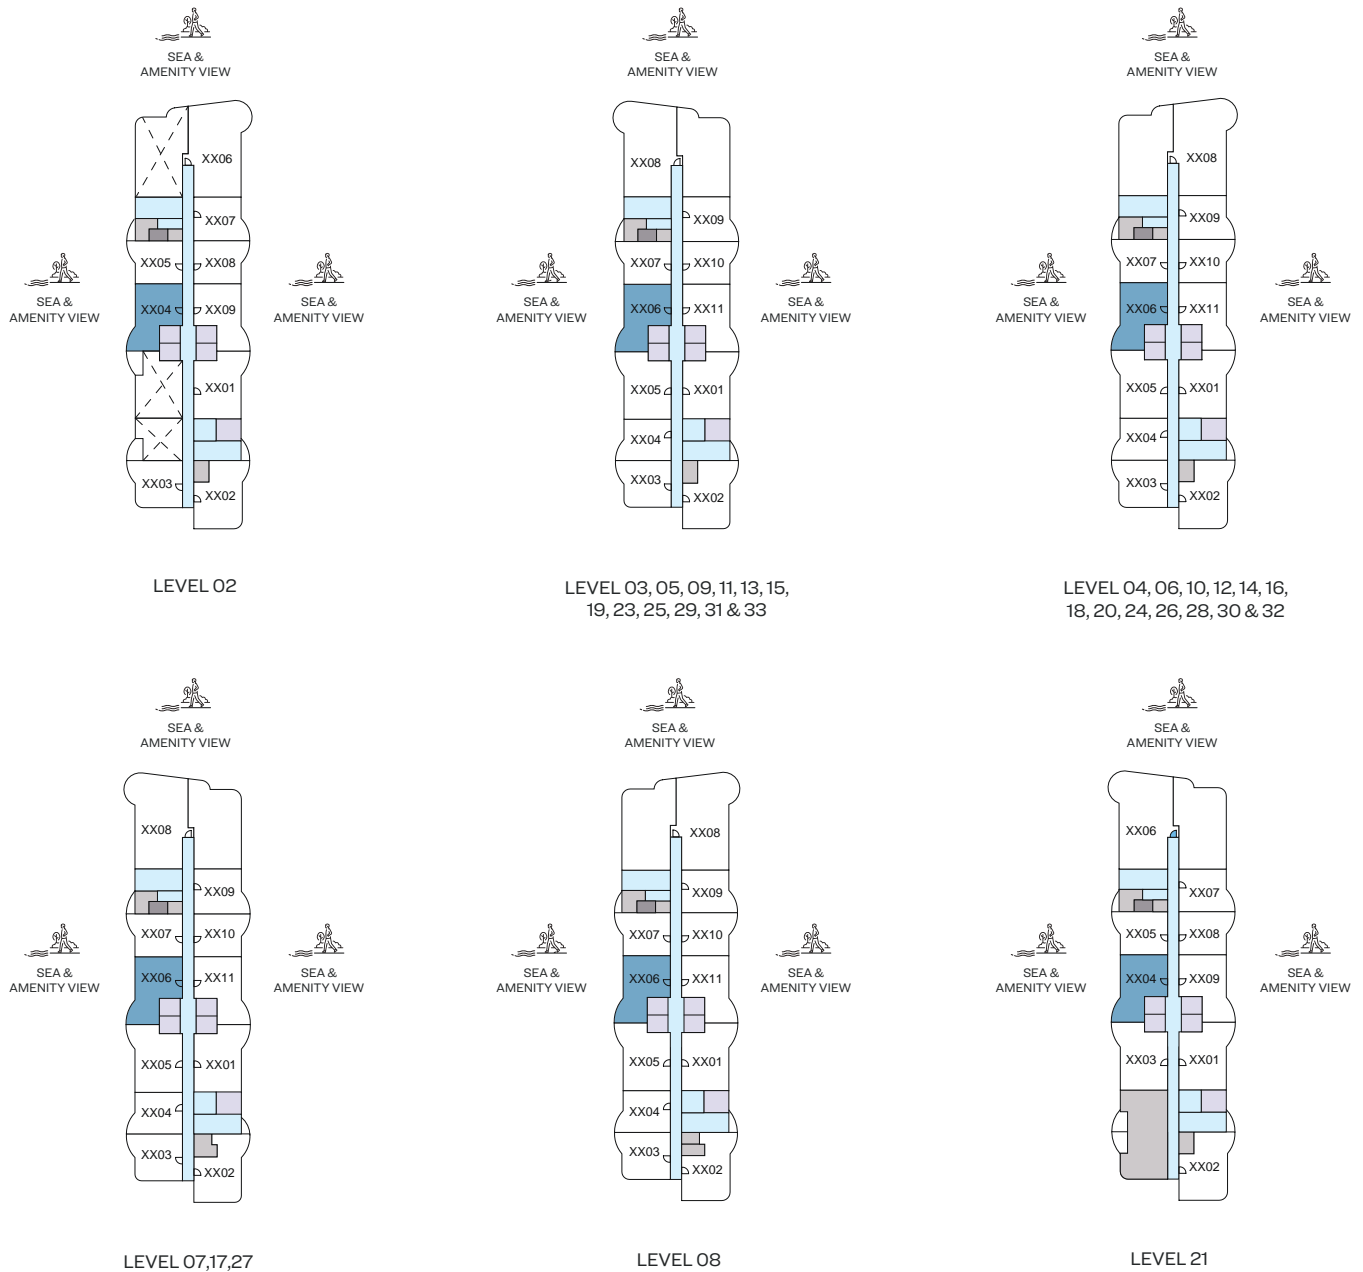 SEA &
AMENITY VIEW
SEA &
AMENITY VIEW
SEA &
AMENITY VIEW
XX06
XX07
XX05
XX08
SEA &
AMENITY VIEW
XX04
XX09
SEA &
AMENITY VIEW
XX01
XX03
XX02
LEVEL 02
XX08
XX09
XX07
XX10
XX06
XX11
SEA &
AMENITY VIEW
XX05
XX01
XX04
XX03
XX02
LEVEL 03, 05, 09, 11, 13, 15,
19, 23, 25, 29, 31 & 33
XX08
XX09
XX07
XX10
SEA &
AMENITY VIEW
XX06
XX11
SEA &
AMENITY VIEW
XX05
XX01
XX04
XX03
XX02
LEVEL 04, 06, 10, 12, 14, 16,
18, 20, 24, 26, 28, 30 & 32
SEA &
AMENITY VIEW
SEA &
AMENITY VIEW
SEA &
AMENITY VIEW
XX08
XX09
XX07
XX10
SEA &
AMENITY VIEW
XX06
XX11
SEA &
AMENITY VIEW
XX05
XX01
XX04
XX03
XX02
LEVEL 07,17,27
XX08
XX09
XX07
XX10
XX06
XX11
SEA &
AMENITY VIEW
XX05
XX01
XX04
XX03
XX02
LEVEL 08
XX06
XX07
XX05
XX08
SEA &
AMENITY VIEW
XX04
XX09
SEA &
AMENITY VIEW
XX03
XX01
XX02
LEVEL 21